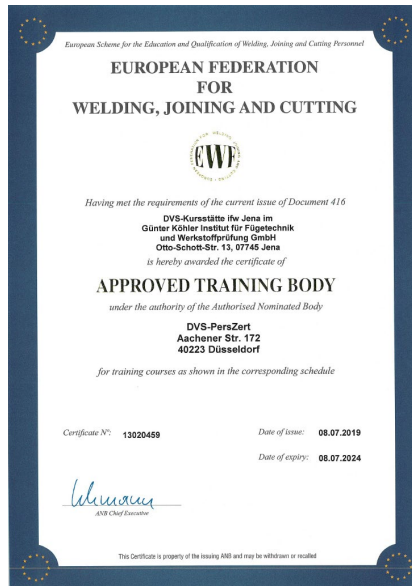 European Scheme for the Education and Qualification of Welding, Joining and Cutting Personnel
EUROPEAN FEDERATION
FOR
WELDING, JOINING AND CUTTING
EWF
Having met the requirements of the current issue of Document 416
DVS-Kursstätte ifw Jena im
Günter Köhler Institut für Fügetechnik
und Werkstoffprüfung GmbH
Otto-Schott-Str. 13, 07745 Jena
is hereby awarded the certificate of
APPROVED TRAINING BODY
under the authority of the Authorised Nominated Body
DVS-PersZert
Aachener Str. 172
40223 Düsseldorf
for training courses as shown in the corresponding schedule
Certificate Nº: 13020459
Date of issue: 08.07.2019
Date of expiry: 08.07.2024
ANB Chief Executive
This Certificate is property of the issuing ANB and may be withdrawn or recalled